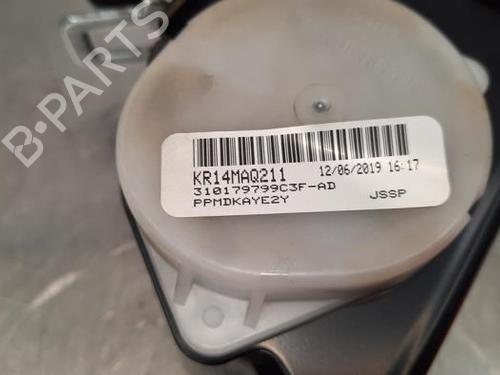 B-PARTS
KR14MAQ211 12/06/2019 16:17
310179799C3F-AD
PPMDKAYE2Y JSSP